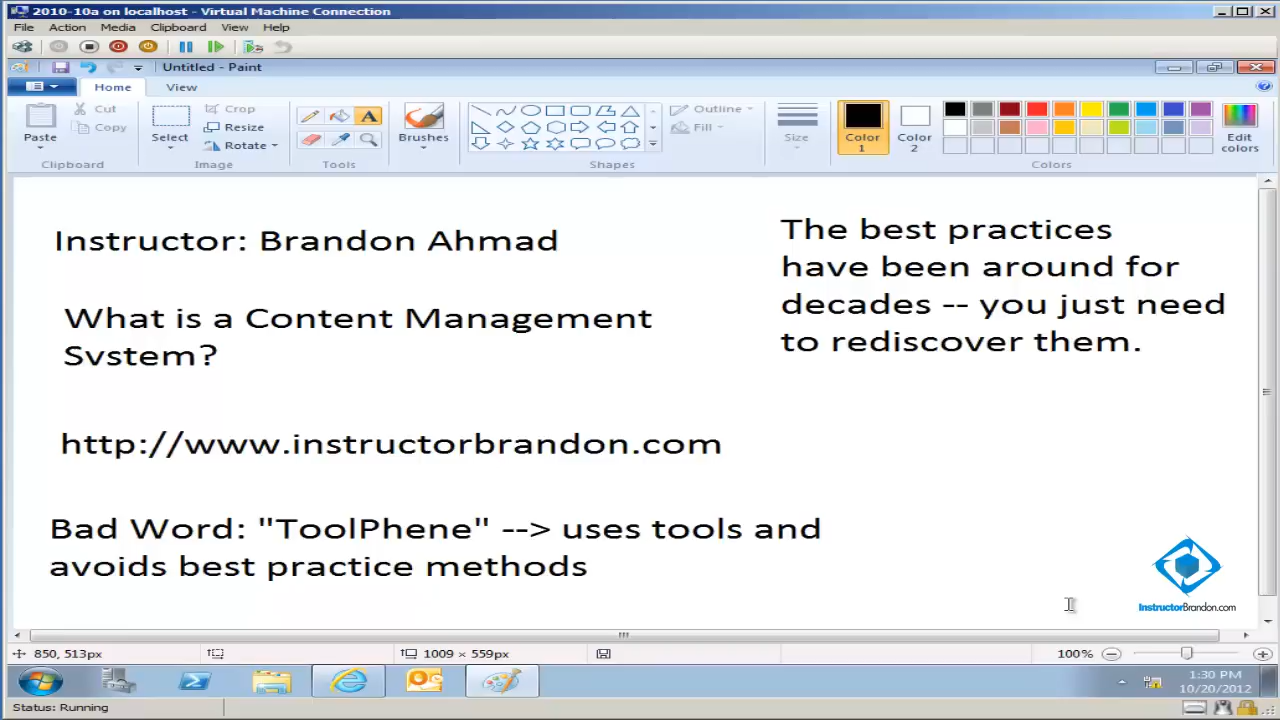 2010-10a on localhost - Virtual Machine Connection
File Action Media Clipboard View Help
Untitled - Paint
Home View
Paste
Cut
Copy
Clipboard
Select
Crop
Resize
Rotate
Image
Tools
Brushes
Shapes
Outline
Fill
Size
Color 1
Color 2
Edit colors
Colors
Instructor: Brandon Ahmad
What is a Content Management
System?
http://www.instructorbrandon.com
Bad Word: "ToolPhene" --> uses tools and
avoids best practice methods
The best practices
have been around for
decades -- you just need
to rediscover them.
InstructorBrandon.com
850, 513px
1009 × 559px
100%
1:30 PM
10/20/2012
Status: Running